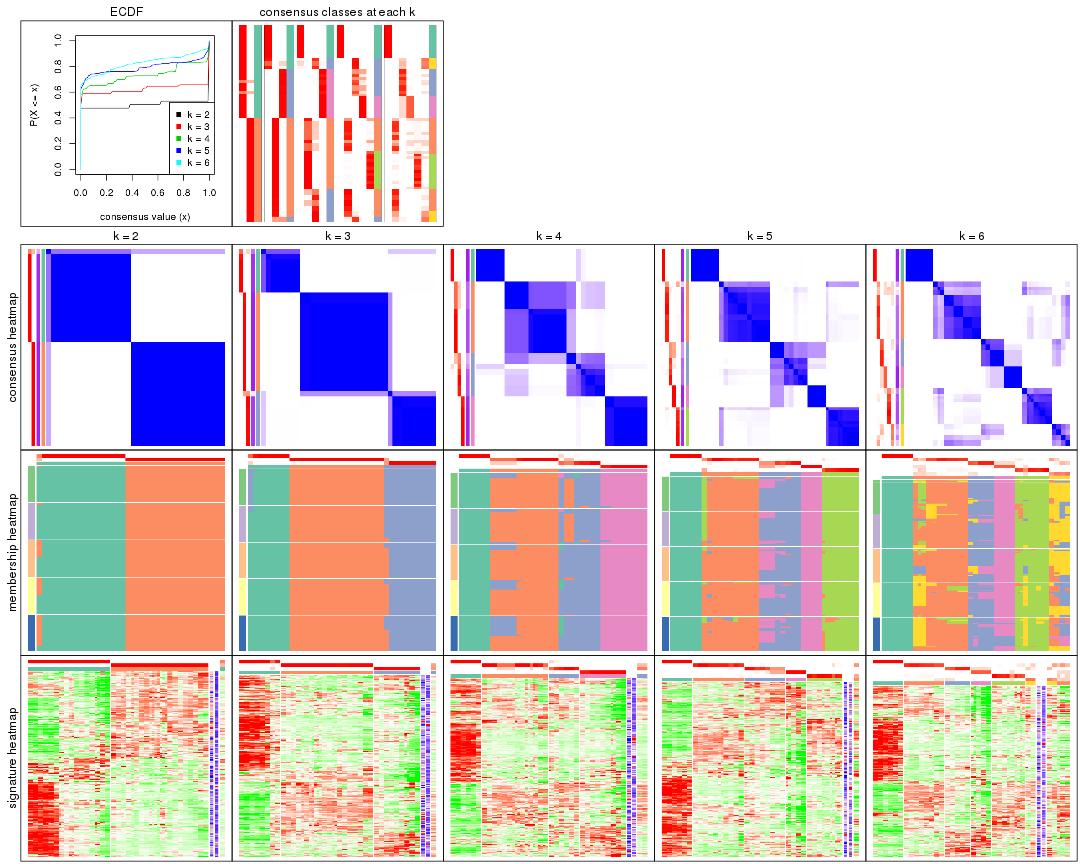 ECDF
consensus classes at each k
P(X <= x)
0.0 0.2 0.4 0.6 0.8 1.0
k = 2
k = 3
k = 4
k = 5
k = 6
0.0 0.2 0.4 0.6 0.8 1.0
consensus value (x)
k = 2
k = 3
k = 4
k = 5
k = 6
consensus heatmap
membership heatmap
signature heatmap